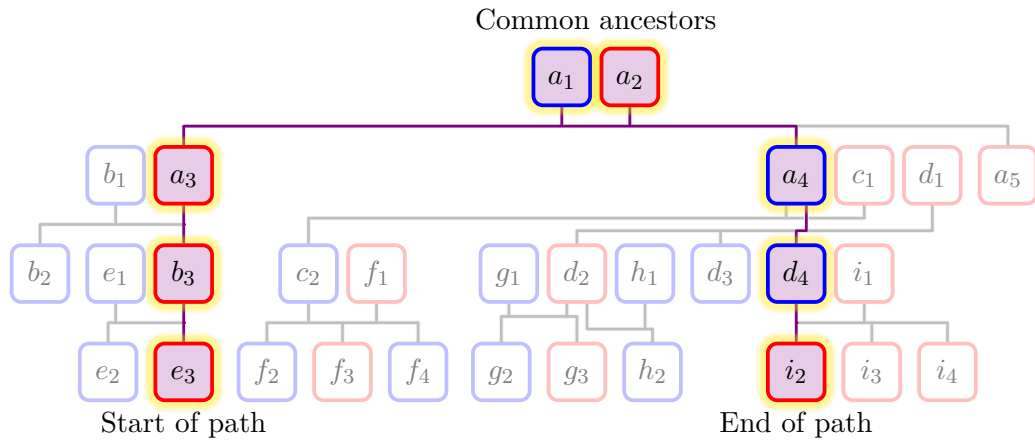 Common ancestors
a₁ a₂
b₁ a₃ a₄ c₁ d₁ a₅
b₂ e₁ b₃ c₂ f₁ g₁ d₂ h₁ d₃ d₄ i₁
e₂ e₃ f₂ f₃ f₄ g₂ g₃ h₂ i₂ i₃ i₄
Start of path End of path